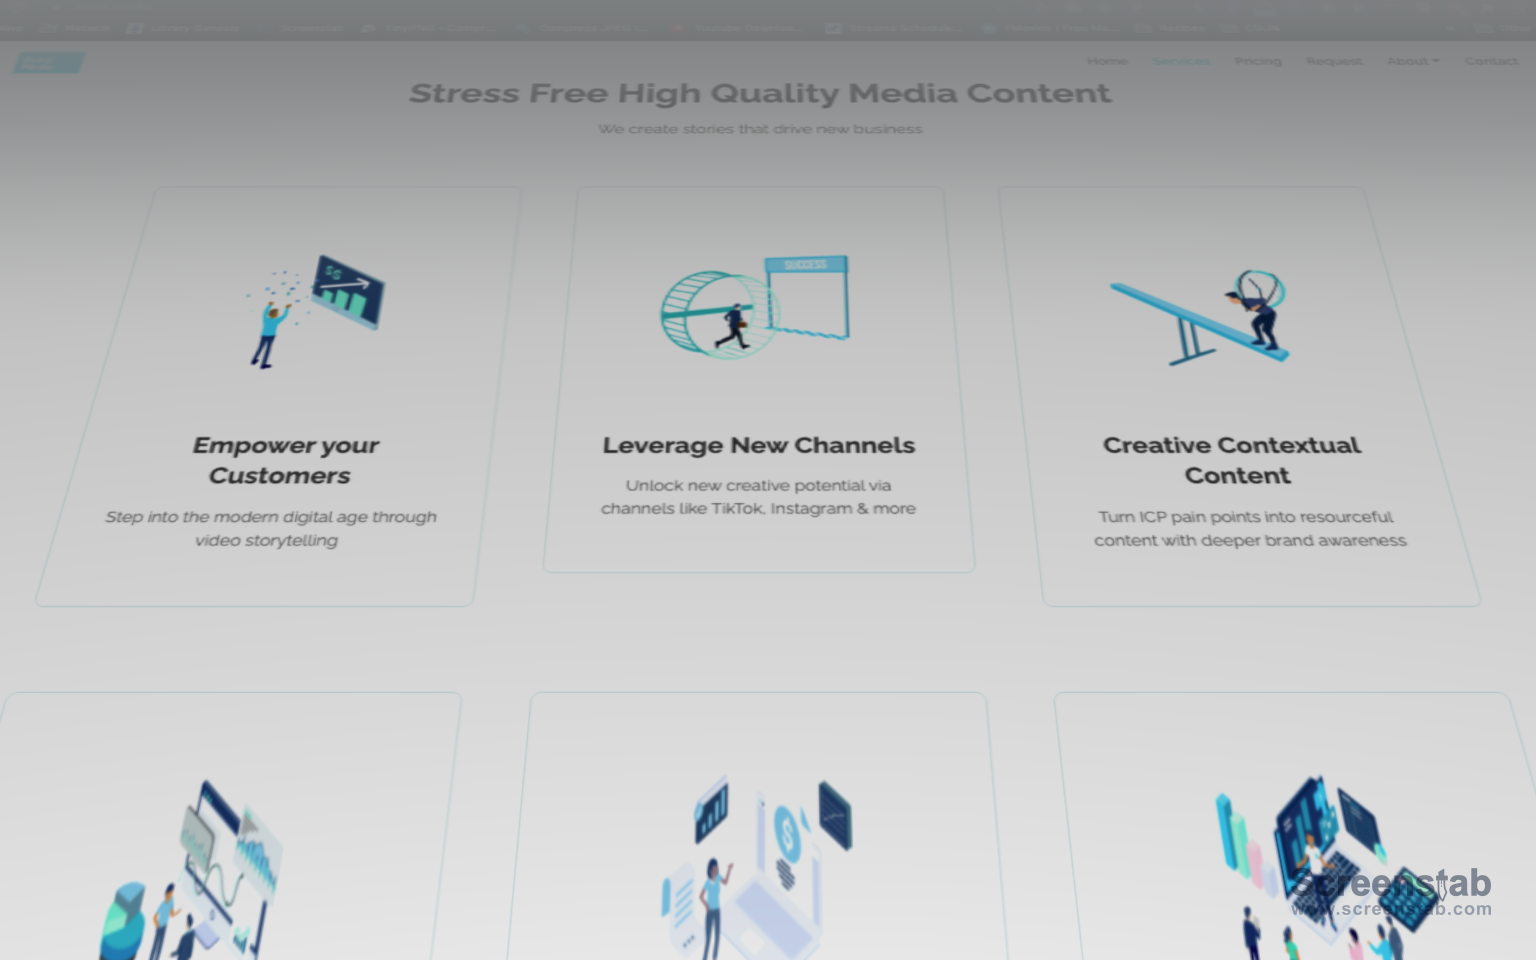 Home Services Pricing Request About Contact
Stress Free High Quality Media Content
We create stories that drive new business
$$
SUCCESS
Empower your
Customers
Step into the modern digital age through
video storytelling
Leverage New Channels
Unlock new creative potential via
channels like TikTok, Instagram & more
Creative Contextual
Content
Turn ICP pain points into resourceful
content with deeper brand awareness
$
Screenstab
www.screenstab.com